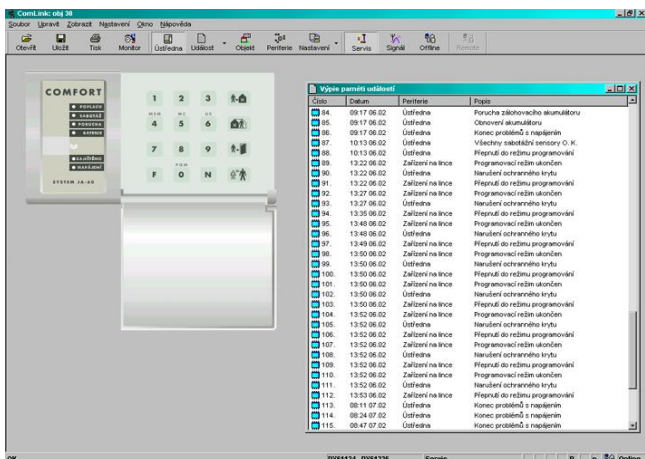 ComLink: obj 30
Soubor Upravit Zobrazit Nastavení Okno Nápověda
Otevřít Uložit Tisk Monitor Ústředna Událost Objekt Periferie Nastavení Servis Signál Offline Remote
COMFORT
POPLACH
SABOTÁŽ
PORUCHA
BATERIE
ZAJIŠTĚNO
NAPÁJENÍ
SYSTEM JA-60
1 2 3
MEM
4 5 6
7 8 9
PGM
F 0 N
Výpis paměti událostí
Číslo Datum Periferie Popis
84. 09:17 06.02 Ústředna Porucha zálohovacího akumulátoru
85. 09:17 06.02 Ústředna Obnovení akumulátoru
86. 09:17 06.02 Ústředna Konec problémů s napájením
87. 10:13 06.02 Ústředna Všechny sabotážní sensory O. K.
88. 10:13 06.02 Ústředna Přepnutí do režimu programování
89. 13:22 06.02 Zařízení na lince Programovací režim ukončen
90. 13:22 06.02 Ústředna Narušení ochranného krytu
91. 13:22 06.02 Zařízení na lince Přepnutí do režimu programování
92. 13:27 06.02 Zařízení na lince Programovací režim ukončen
93. 13:27 06.02 Ústředna Narušení ochranného krytu
94. 13:35 06.02 Zařízení na lince Přepnutí do režimu programování
95. 13:48 06.02 Zařízení na lince Programovací režim ukončen
96. 13:48 06.02 Ústředna Narušení ochranného krytu
97. 13:49 06.02 Zařízení na lince Přepnutí do režimu programování
98. 13:50 06.02 Zařízení na lince Programovací režim ukončen
99. 13:50 06.02 Ústředna Narušení ochranného krytu
100. 13:50 06.02 Zařízení na lince Přepnutí do režimu programování
101. 13:50 06.02 Zařízení na lince Programovací režim ukončen
102. 13:50 06.02 Ústředna Narušení ochranného krytu
103. 13:50 06.02 Zařízení na lince Přepnutí do režimu programování
104. 13:52 06.02 Zařízení na lince Programovací režim ukončen
105. 13:52 06.02 Ústředna Narušení ochranného krytu
106. 13:52 06.02 Zařízení na lince Přepnutí do režimu programování
107. 13:52 06.02 Zařízení na lince Programovací režim ukončen
108. 13:52 06.02 Ústředna Narušení ochranného krytu
109. 13:52 06.02 Zařízení na lince Přepnutí do režimu programování
110. 13:52 06.02 Zařízení na lince Programovací režim ukončen
111. 13:52 06.02 Ústředna Narušení ochranného krytu
112. 13:53 06.02 Zařízení na lince Přepnutí do režimu programování
113. 08:11 07.02 Ústředna Konec problémů s napájením
114. 08:24 07.02 Ústředna Konec problémů s napájením
115. 08:47 07.02 Ústředna Konec problémů s napájením
OK Servis Online